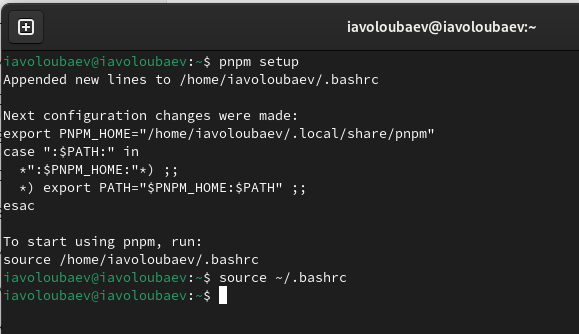 iavoloubaev@iavoloubaev:~
iavoloubaev@iavoloubaev:~$ pnpm setup
Appended new lines to /home/iavoloubaev/.bashrc
Next configuration changes were made:
export PNPM_HOME="/home/iavoloubaev/.local/share/pnpm"
case ":$PATH:" in
  *":$PNPM_HOME:"*) ;;
  *) export PATH="$PNPM_HOME:$PATH" ;;
esac
To start using pnpm, run:
source /home/iavoloubaev/.bashrc
iavoloubaev@iavoloubaev:~$ source ~/.bashrc
iavoloubaev@iavoloubaev:~$